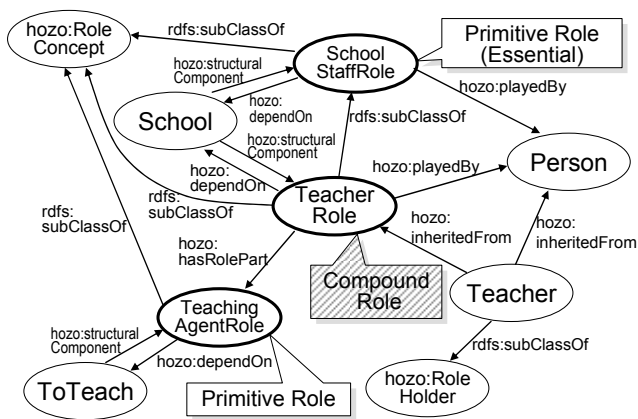 hozo:Role
Concept
rdfs:subClassOf
School
StaffRole
Primitive Role
(Essential)
hozo:structural
Component
hozo:
dependOn
hozo:playedBy
School
hozo:structural
Component
rdfs:subClassOf
hozo:
dependOn
hozo:playedBy
Person
rdfs:
subClassOf
rdfs:
subClassOf
Teacher
Role
hozo:
inheritedFrom
hozo:
inheritedFrom
hozo:
hasRolePart
Compound
Role
Teacher
Teaching
AgentRole
hozo:structural
Component
hozo:dependOn
rdfs:subClassOf
ToTeach
Primitive Role
hozo:Role
Holder